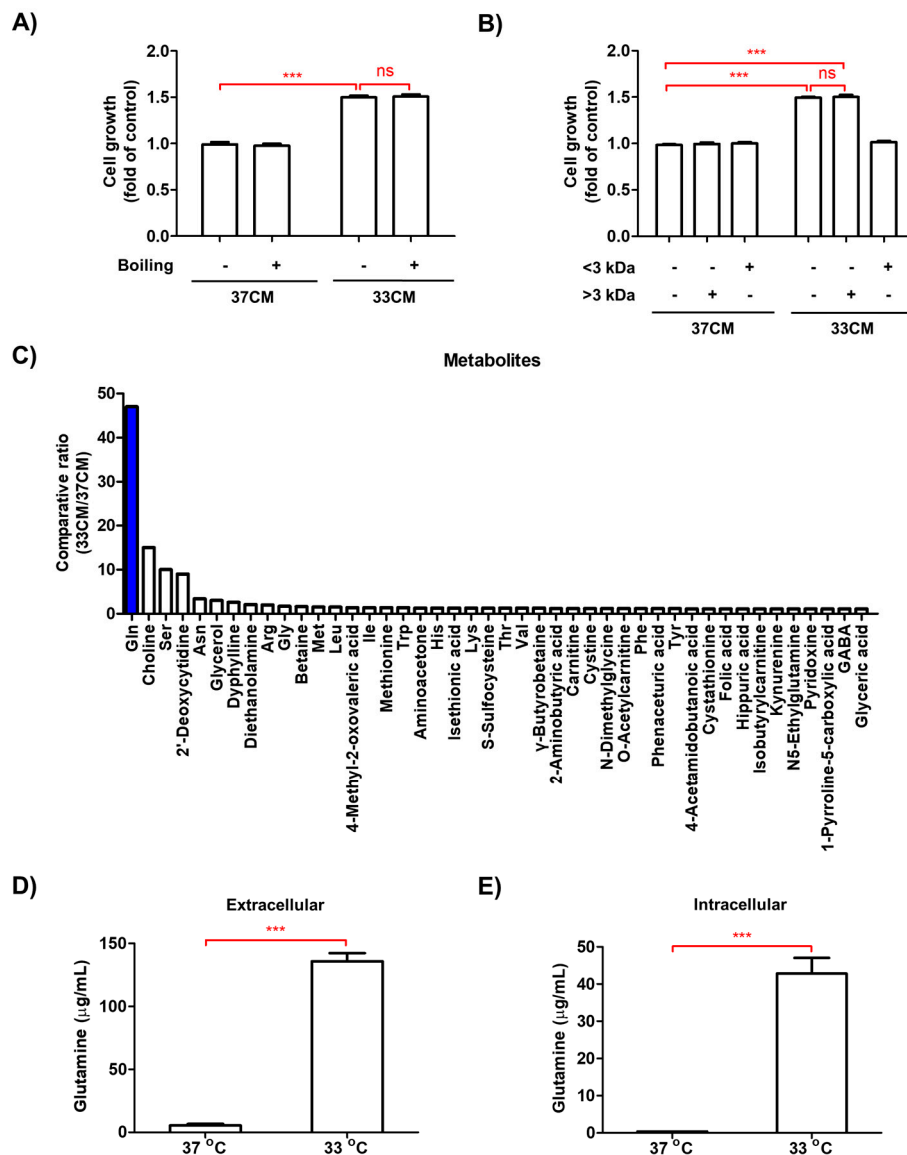 A)
2.0
1.5
1.0
0.5
0.0
Cell growth
(fold of control)
***
ns
Boiling
-
+
-
+
37CM
33CM
B)
2.0
1.5
1.0
0.5
0.0
Cell growth
(fold of control)
***
***
ns
<3 kDa
-
-
+
-
-
+
>3 kDa
-
+
-
-
+
-
37CM
33CM
C)
Metabolites
50
40
30
20
10
0
Comparative ratio
(33CM/37CM)
Gln
Choline
Ser
2'-Deoxycytidine
Asn
Glycerol
Dyphylline
Diethanolamine
Arg
Gly
Betaine
Met
Leu
4-Methyl-2-oxovaleric acid
Ile
Methionine
Trp
Aminoacetone
His
Isethionic acid
Lys
S-Sulfocysteine
Thr
Val
γ-Butyrobetaine
2-Aminobutyric acid
Carnitine
Cystine
N-Dimethylglycine
O-Acetylcarnitine
Phe
Phenaceturic acid
Tyr
4-Acetamidobutanoic acid
Cystathionine
Folic acid
Hippuric acid
Isobutyrylcarnitine
Kynurenine
N5-Ethylglutamine
Pyridoxine
1-Pyrroline-5-carboxylic acid
GABA
Glyceric acid
D)
Extracellular
***
150
100
50
0
Glutamine (μg/mL)
37 °C
33 °C
E)
Intracellular
***
50
40
30
20
10
0
Glutamine (μg/mL)
37 °C
33 °C